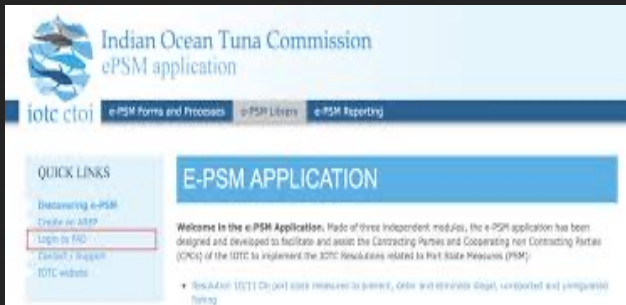 Indian Ocean Tuna Commission
ePSM application
iotc ctoi
e-PSM Forms and Processes e-PSM Library e-PSM Reporting
QUICK LINKS
E-PSM APPLICATION
Discovering e-PSM
Create an AREP
Login to
Contact / Support
IOTC website
Welcome in the e-PSM Application. Made of three independent modules, the e-PSM application has been
designed and developed to facilitate and assist the Contracting Parties and Cooperating non Contracting Parties
(CPCs) of the IOTC to implement the IOTC Resolutions related to Port State Measures (PSM):
Resolution 10/11 On port state measures to prevent, deter and eliminate illegal, unreported and unregulated
fishing